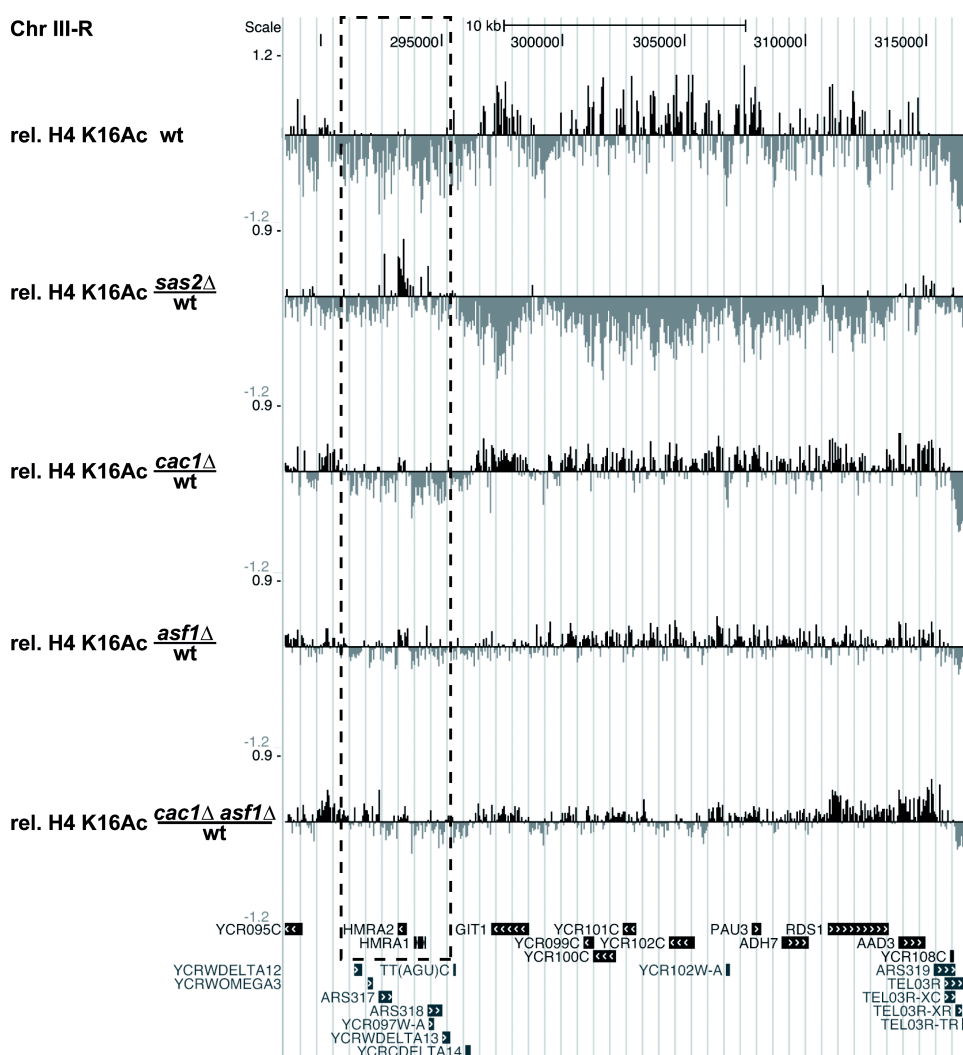 Chr III-R
Scale
10 kb
295000
300000
305000
310000
315000
1.2 -
rel. H4 K16Ac wt
-1.2
0.9 -
rel. H4 K16Ac sas2Δ
wt
-1.2
0.9 -
rel. H4 K16Ac cac1Δ
wt
-1.2
0.9 -
rel. H4 K16Ac asf1Δ
wt
-1.2
0.9 -
rel. H4 K16Ac cac1Δ asf1Δ
wt
-1.2
YCR095C HMRA2 GIT1 YCR101C PAU3 RDS1
HMRA1 YCR099C YCR102C ADH7 AAD3
YCR100C YCR108C
YCRWDELTA12 TT(AGU)C YCR102W-A ARS319
YCRWOMEGA3 TEL03R
ARS317 TEL03R-XC
ARS318 TEL03R-XR
YCR097W-A TEL03R-TR
YCRWDELTA13
YCRCDELTA14